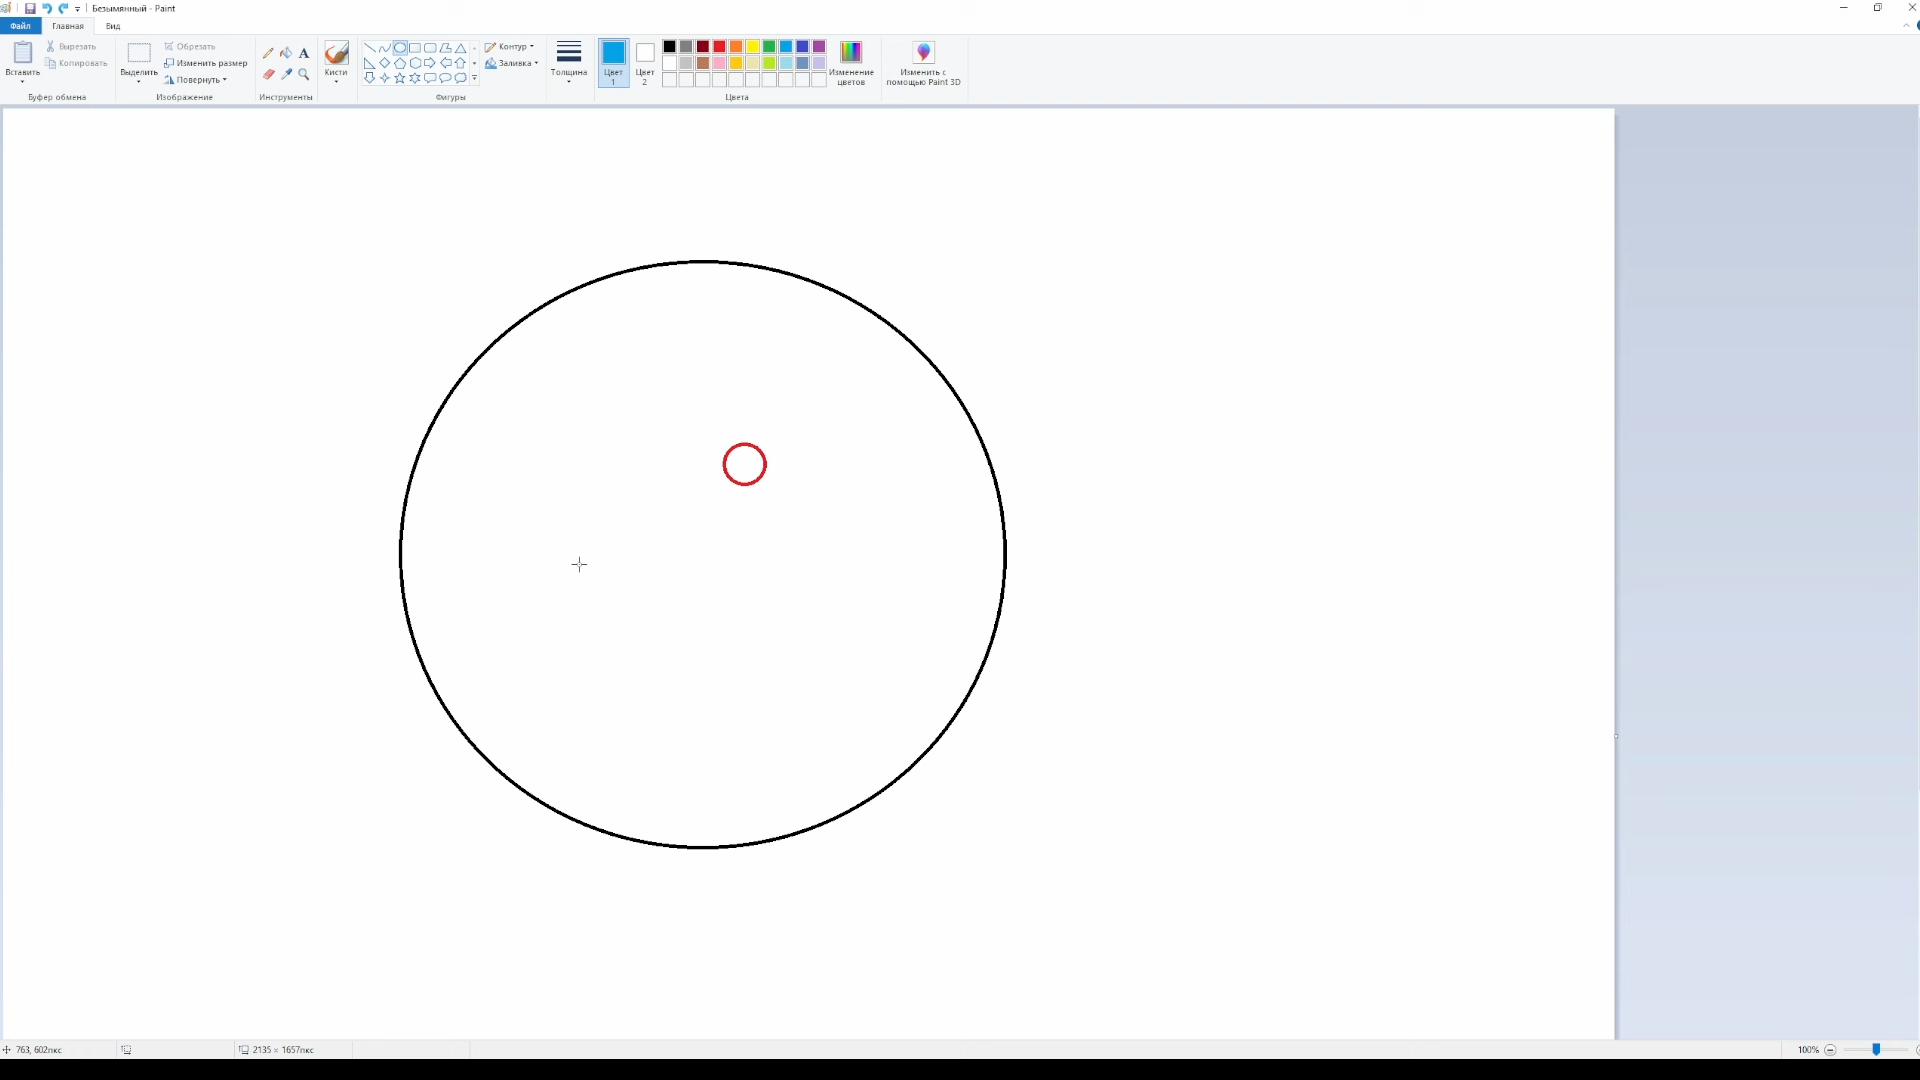 Безымянный - Paint
Файл
Главная
Вид
Вставить
Вырезать
Копировать
Буфер обмена
Выделить
Обрезать
Изменить размер
Повернуть
Изображение
A
Инструменты
Кисти
Контур
Заливка
Фигуры
Толщина
Цвет
1
Цвет
2
Изменение
цветов
Цвета
Изменить с
помощью Paint 3D
763, 602пкс
2135 × 1657пкс
100%